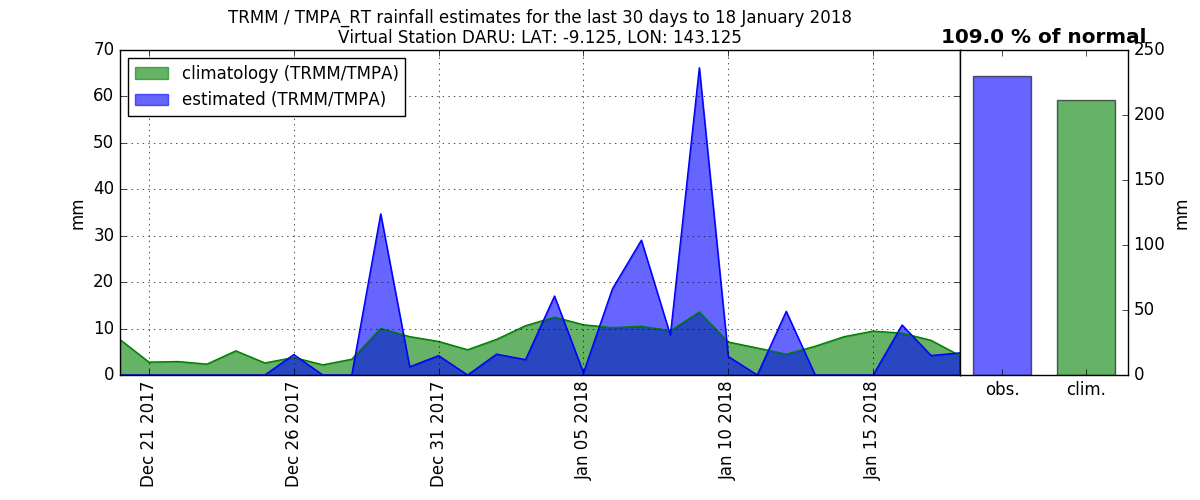 TRMM / TMPA_RT rainfall estimates for the last 30 days to 18 January 2018
Virtual Station DARU: LAT: -9.125, LON: 143.125
109.0 % of normal
climatology (TRMM/TMPA)
estimated (TRMM/TMPA)
mm
70
60
50
40
30
20
10
0
Dec 21 2017
Dec 26 2017
Dec 31 2017
Jan 05 2018
Jan 10 2018
Jan 15 2018
obs.
clim.
250
200
150
100
50
0
mm